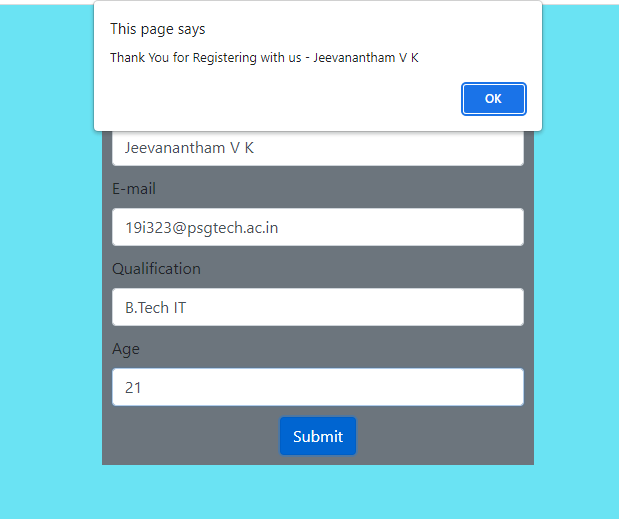 This page says
Thank You for Registering with us - Jeevanantham V K
OK
Jeevanantham V K
E-mail
19i323@psgtech.ac.in
Qualification
B.Tech IT
Age
21
Submit